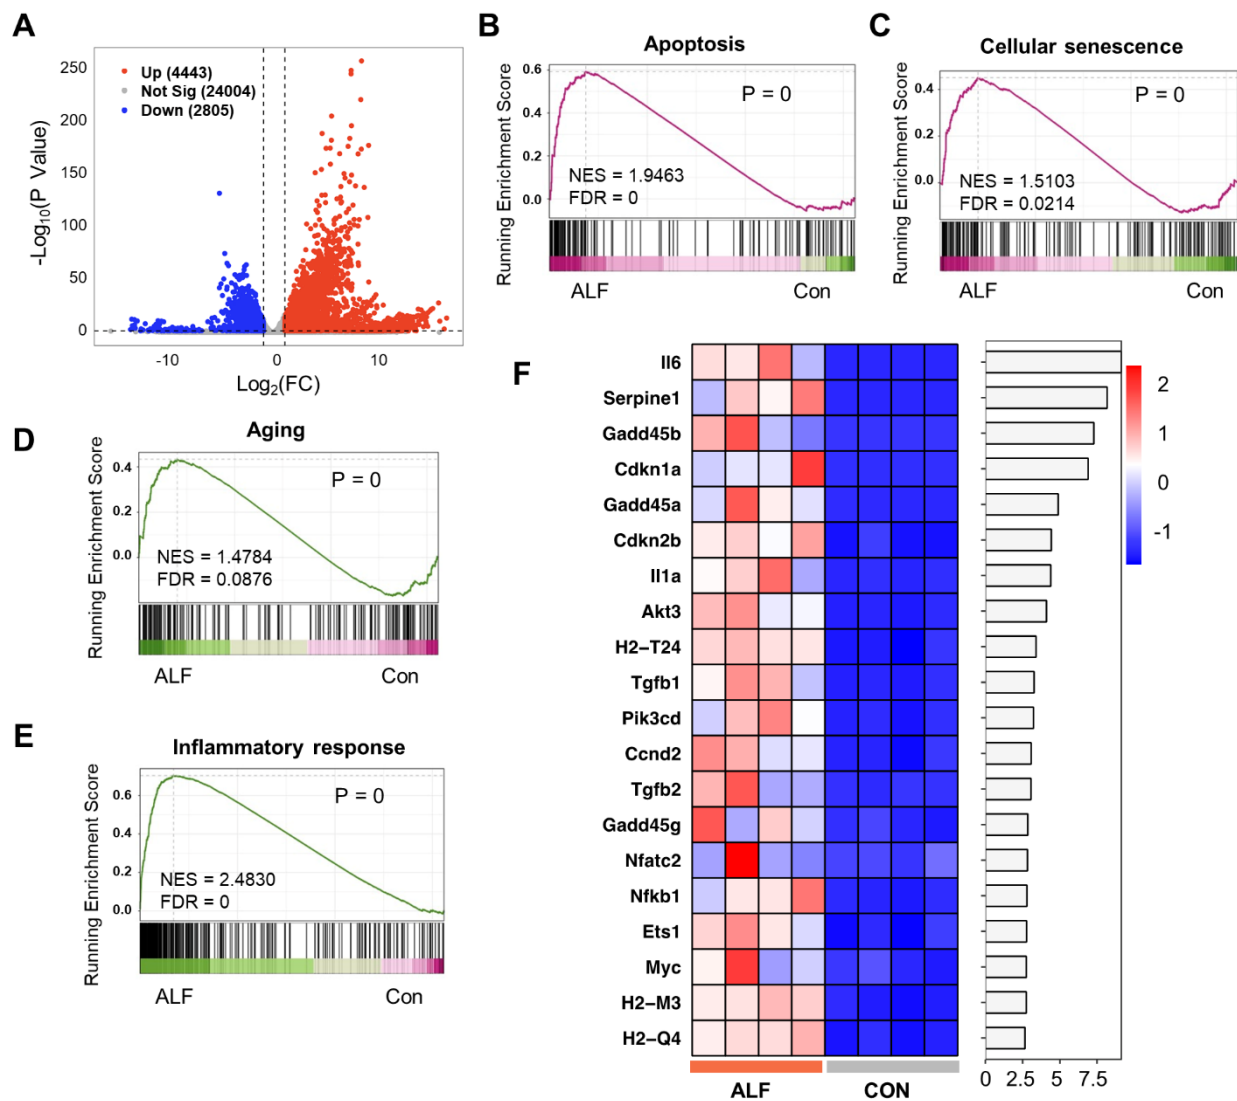 A
Up (4443)
Not Sig (24004)
Down (2805)
-Log10(P Value)
250
200
150
100
50
0
-10
0
10
Log2(FC)
B
Apoptosis
Running Enrichment Score
0.6
0.4
0.2
0.0
P = 0
NES = 1.9463
FDR = 0
ALF
Con
C
Cellular senescence
Running Enrichment Score
0.4
0.2
0.0
P = 0
NES = 1.5103
FDR = 0.0214
ALF
Con
D
Aging
Running Enrichment Score
0.4
0.2
0.0
P = 0
NES = 1.4784
FDR = 0.0876
ALF
Con
E
Inflammatory response
Running Enrichment Score
0.6
0.4
0.2
0.0
P = 0
NES = 2.4830
FDR = 0
ALF
Con
F
Il6
Serpine1
Gadd45b
Cdkn1a
Gadd45a
Cdkn2b
Il1a
Akt3
H2−T24
Tgfb1
Pik3cd
Ccnd2
Tgfb2
Gadd45g
Nfatc2
Nfkb1
Ets1
Myc
H2−M3
H2−Q4
ALF
CON
0
2.5
5
7.5
2
1
0
-1